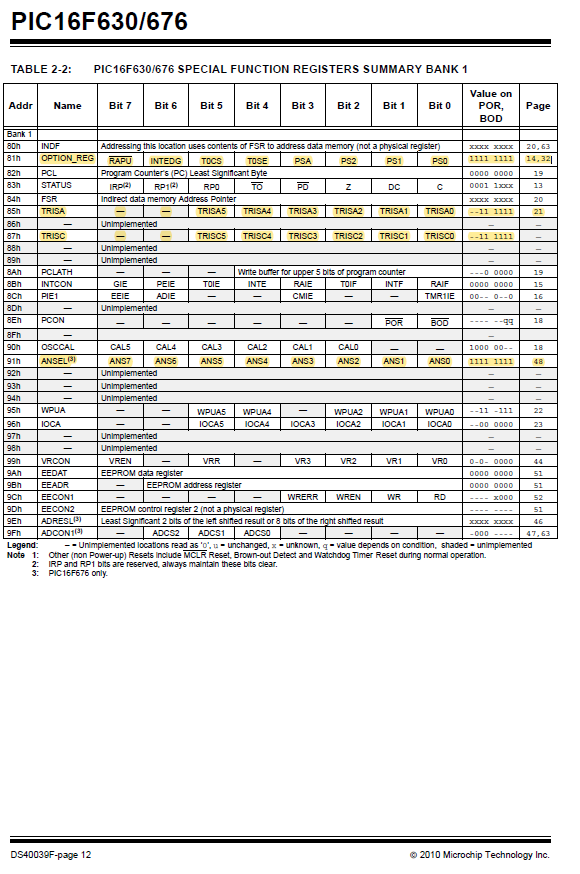 PIC16F630/676
TABLE 2-2: PIC16F630/676 SPECIAL FUNCTION REGISTERS SUMMARY BANK 1
Addr Name Bit 7 Bit 6 Bit 5 Bit 4 Bit 3 Bit 2 Bit 1 Bit 0 Value on POR, BOD Page
Bank 1
80h INDF Addressing this location uses contents of FSR to address data memory (not a physical register) xxxx xxxx 20,63
81h OPTION_REG RAPU INTEDG T0CS T0SE PSA PS2 PS1 PS0 1111 1111 14,32
82h PCL Program Counter's (PC) Least Significant Byte 0000 0000 19
83h STATUS IRP(2) RP1(2) RP0 TO PD Z DC C 0001 1xxx 13
84h FSR Indirect data memory Address Pointer xxxx xxxx 20
85h TRISA — — TRISA5 TRISA4 TRISA3 TRISA2 TRISA1 TRISA0 --11 1111 21
86h — Unimplemented — —
87h TRISC — — TRISC5 TRISC4 TRISC3 TRISC2 TRISC1 TRISC0 --11 1111 —
88h — Unimplemented — —
89h — Unimplemented — —
8Ah PCLATH — — — Write buffer for upper 5 bits of program counter ---0 0000 19
8Bh INTCON GIE PEIE T0IE INTE RAIE T0IF INTF RAIF 0000 0000 15
8Ch PIE1 EEIE ADIE — — CMIE — — TMR1IE 00-- 0--0 16
8Dh — Unimplemented — —
8Eh PCON — — — — — — POR BOD ---- --qq 18
8Fh — — —
90h OSCCAL CAL5 CAL4 CAL3 CAL2 CAL1 CAL0 — — 1000 00-- 18
91h ANSEL(3) ANS7 ANS6 ANS5 ANS4 ANS3 ANS2 ANS1 ANS0 1111 1111 48
92h — Unimplemented — —
93h — Unimplemented — —
94h — Unimplemented — —
95h WPUA — — WPUA5 WPUA4 — WPUA2 WPUA1 WPUA0 --11 -111 22
96h IOCA — — IOCA5 IOCA4 IOCA3 IOCA2 IOCA1 IOCA0 --00 0000 23
97h — Unimplemented — —
98h — Unimplemented — —
99h VRCON VREN — VRR — VR3 VR2 VR1 VR0 0-0- 0000 44
9Ah EEDAT EEPROM data register 0000 0000 51
9Bh EEADR — EEPROM address register 0000 0000 51
9Ch EECON1 — — — — WRERR WREN WR RD ---- x000 52
9Dh EECON2 EEPROM control register 2 (not a physical register) ---- ---- 51
9Eh ADRESL(3) Least Significant 2 bits of the left shifted result or 8 bits of the right shifted result xxxx xxxx 46
9Fh ADCON1(3) — ADCS2 ADCS1 ADCS0 — — — — -000 ---- 47,63
Legend: – = Unimplemented locations read as '0', u = unchanged, x = unknown, q = value depends on condition, shaded = unimplemented
Note 1: Other (non Power-up) Resets include MCLR Reset, Brown-out Detect and Watchdog Timer Reset during normal operation.
2: IRP and RP1 bits are reserved, always maintain these bits clear.
3: PIC16F676 only.
DS40039F-page 12 © 2010 Microchip Technology Inc.